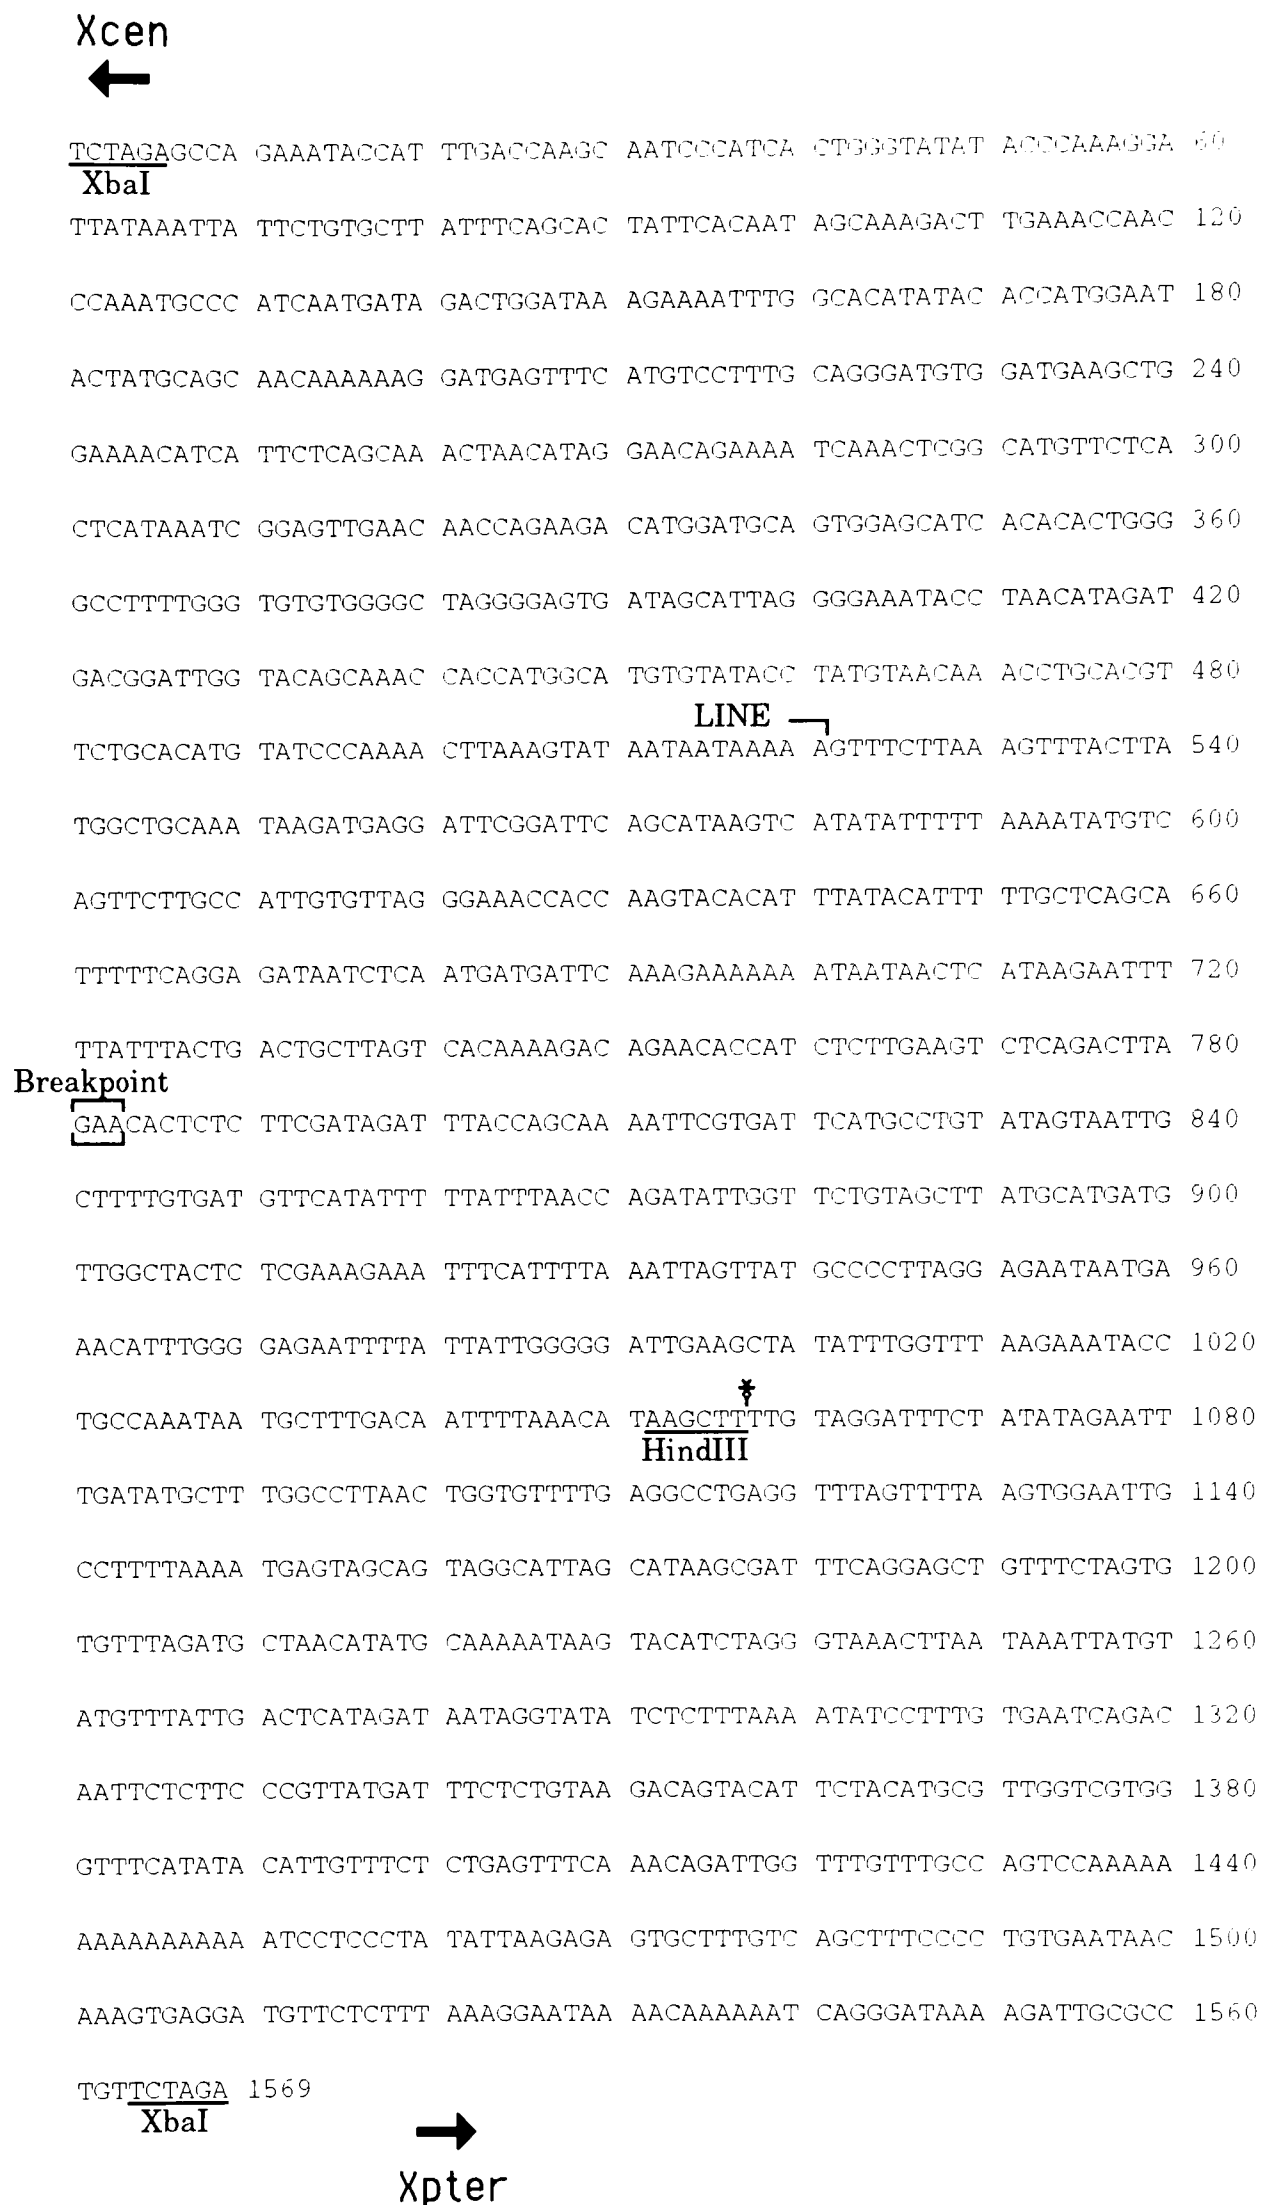 Xcen
TCTAGAGCCA GAAATACCAT TTGACCAAGC AATCCCATCA CTGGGTATAT ACCCAAAGGA 60
XbaI
TTATAAATTA TTCTGTGCTT ATTTCAGCAC TATTCACAAT AGCAAAGACT TGAAACCAAC 120
CCAAATGCCC ATCAATGATA GACTGGATAA AGAAAATTTG GCACATATAC ACCATGGAAT 180
ACTATGCAGC AACAAAAAAG GATGAGTTTC ATGTCCTTTG CAGGGATGTG GATGAAGCTG 240
GAAAACATCA TTCTCAGCAA ACTAACATAG GAACAGAAAA TCAAACTCGG CATGTTCTCA 300
CTCATAAATC GGAGTTGAAC AACCAGAAGA CATGGATGCA GTGGAGCATC ACACACTGGG 360
GCCTTTTGGG TGTGTGGGGC TAGGGGAGTG ATAGCATTAG GGGAAATACC TAACATAGAT 420
GACGGATTGG TACAGCAAAC CACCATGGCA TGTGTATACC TATGTAACAA ACCTGCACGT 480
LINE
TCTGCACATG TATCCCAAAA CTTAAAGTAT AATAATAAAA AGTTTCTTAA AGTTTACTTA 540
TGGCTGCAAA TAAGATGAGG ATTCGGATTC AGCATAAGTC ATATATTTTT AAAATATGTC 600
AGTTCTTGCC ATTGTGTTAG GGAAACCACC AAGTACACAT TTATACATTT TTGCTCAGCA 660
TTTTTCAGGA GATAATCTCA ATGATGATTC AAAGAAAAAA ATAATAACTC ATAAGAATTT 720
TTATTTACTG ACTGCTTAGT CACAAAAGAC AGAACACCAT CTCTTGAAGT CTCAGACTTA 780
Breakpoint
GAACACTCTC TTCGATAGAT TTACCAGCAA AATTCGTGAT TCATGCCTGT ATAGTAATTG 840
CTTTTGTGAT GTTCATATTT TTATTTAACC AGATATTGGT TCTGTAGCTT ATGCATGATG 900
TTGGCTACTC TCGAAAGAAA TTTCATTTTA AATTAGTTAT GCCCCTTAGG AGAATAATGA 960
AACATTTGGG GAGAATTTTA TTATTGGGGG ATTGAAGCTA TATTTGGTTT AAGAAATACC 1020
TGCCAAATAA TGCTTTGACA ATTTTAAACA TAAGCTTTTG TAGGATTTCT ATATAGAATT 1080
HindIII
TGATATGCTT TGGCCTTAAC TGGTGTTTTG AGGCCTGAGG TTTAGTTTTA AGTGGAATTG 1140
CCTTTTAAAA TGAGTAGCAG TAGGCATTAG CATAAGCGAT TTCAGGAGCT GTTTCTAGTG 1200
TGTTTAGATG CTAACATATG CAAAAATAAG TACATCTAGG GTAAACTTAA TAAATTATGT 1260
ATGTTTATTG ACTCATAGAT AATAGGTATA TCTCTTTAAA ATATCCTTTG TGAATCAGAC 1320
AATTCTCTTC CCGTTATGAT TTCTCTGTAA GACAGTACAT TCTACATGCG TTGGTCGTGG 1380
GTTTCATATA CATTGTTTCT CTGAGTTTCA AACAGATTGG TTTGTTTGCC AGTCCAAAAA 1440
AAAAAAAAAA ATCCTCCCTA TATTAAGAGA GTGCTTTGTC AGCTTTCCCC TGTGAATAAC 1500
AAAGTGAGGA TGTTCTCTTT AAAGGAATAA AACAAAAAAT CAGGGATAAA AGATTGCGCC 1560
TGTTCTAGA 1569
XbaI
Xpter